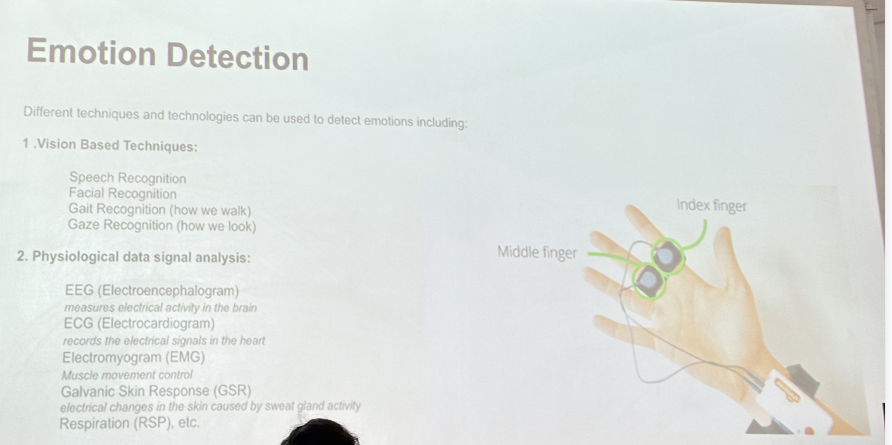 Emotion Detection
Different techniques and technologies can be used to detect emotions including:
1 .Vision Based Techniques:
Speech Recognition
Facial Recognition
Gait Recognition (how we walk)
Gaze Recognition (how we look)
2. Physiological data signal analysis:
EEG (Electroencephalogram)
measures electrical activity in the brain
ECG (Electrocardiogram)
records the electrical signals in the heart
Electromyogram (EMG)
Muscle movement control
Galvanic Skin Response (GSR)
electrical changes in the skin caused by sweat gland activity
Respiration (RSP), etc.
Index finger
Middle finger